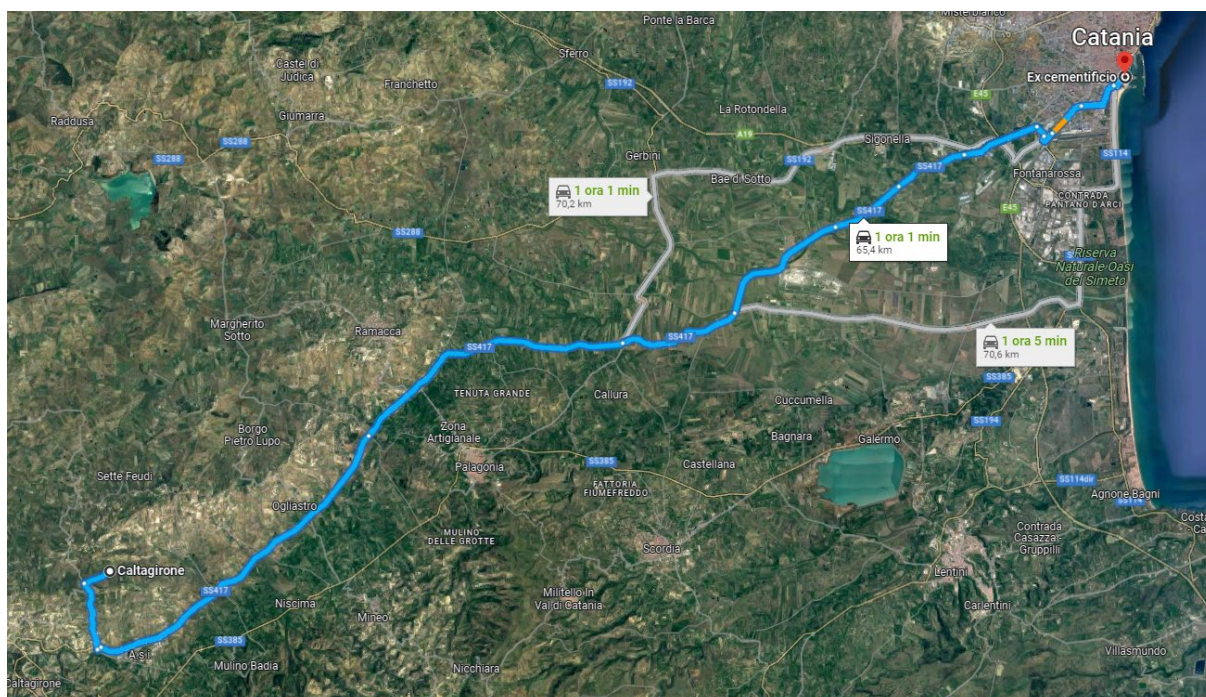 Misterbianco
Ponte la Barca
Catania
Sferro
Castel di
Judica
Franchetto
SS192
Ex cementificio
Raddusa
Giumarra
La Rotondella
E45
A19
Sigonella
SS288
SS288
Gerbini
SS192
SS417
SS114
Bae di Sotto
Fontanarossa
1 ora 1 min
70,2 km
CONTRADA
PANTANO D'ARCI
E45
SS417
SS288
1 ora 1 min
65,4 km
Riserva
Naturale Oasi
del Simeto
Margherito
Sotto
Ramacca
SS417
SS417
1 ora 5 min
70,6 km
SS385
TENUTA GRANDE
Callura
Cuccumella
SS194
Borgo
Pietro Lupo
Zona
Artigianale
Bagnara
Galermo
Palagonia
SS385
Castellana
Sette Feudi
FATTORIA
FIUMEFREDDO
SS114dir
Agnone Bagni
SS114
Ogliastro
MULINO
DELLE GROTTE
Contrada
Casazza-
Gruppilli
Scordia
Caltagirone
Lentini
SS417
Niscima
Militello In
Val di Catania
Carlentini
Mineo
SS385
A.s.i
Mulino Badia
Nicchiara
Villasmundo
Caltagirone